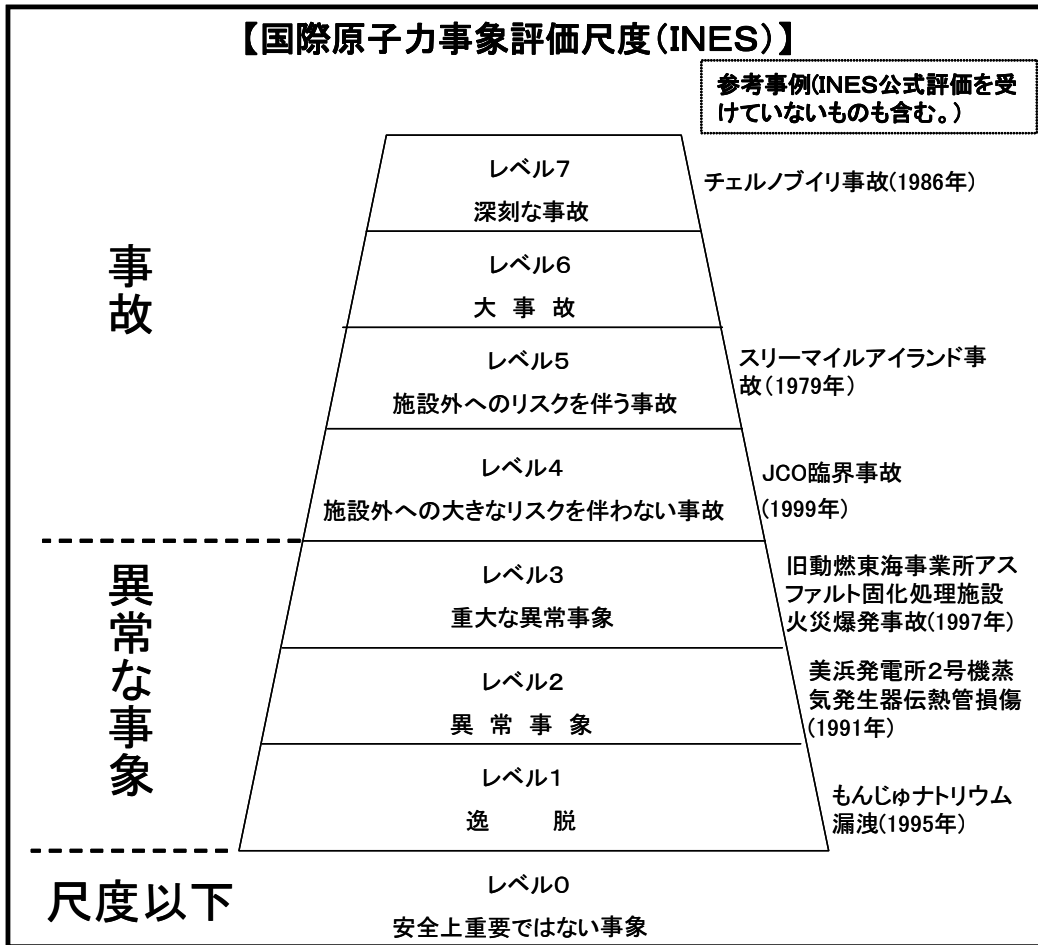 【国際原子力事象評価尺度(INES)】
参考事例(INES公式評価を受
けていないものも含む。)
事故
レベル7
深刻な事故
チェルノブイリ事故(1986年)
レベル6
大 事 故
レベル5
施設外へのリスクを伴う事故
スリーマイルアイランド事
故(1979年)
レベル4
施設外への大きなリスクを伴わない事故
JCO臨界事故
(1999年)
異常な事象
レベル3
重大な異常事象
旧動燃東海事業所アス
ファルト固化処理施設
火災爆発事故(1997年)
レベル2
異 常 事 象
美浜発電所2号機蒸
気発生器伝熱管損傷
(1991年)
レベル1
逸 脱
もんじゅナトリウム
漏洩(1995年)
尺度以下
レベル0
安全上重要ではない事象